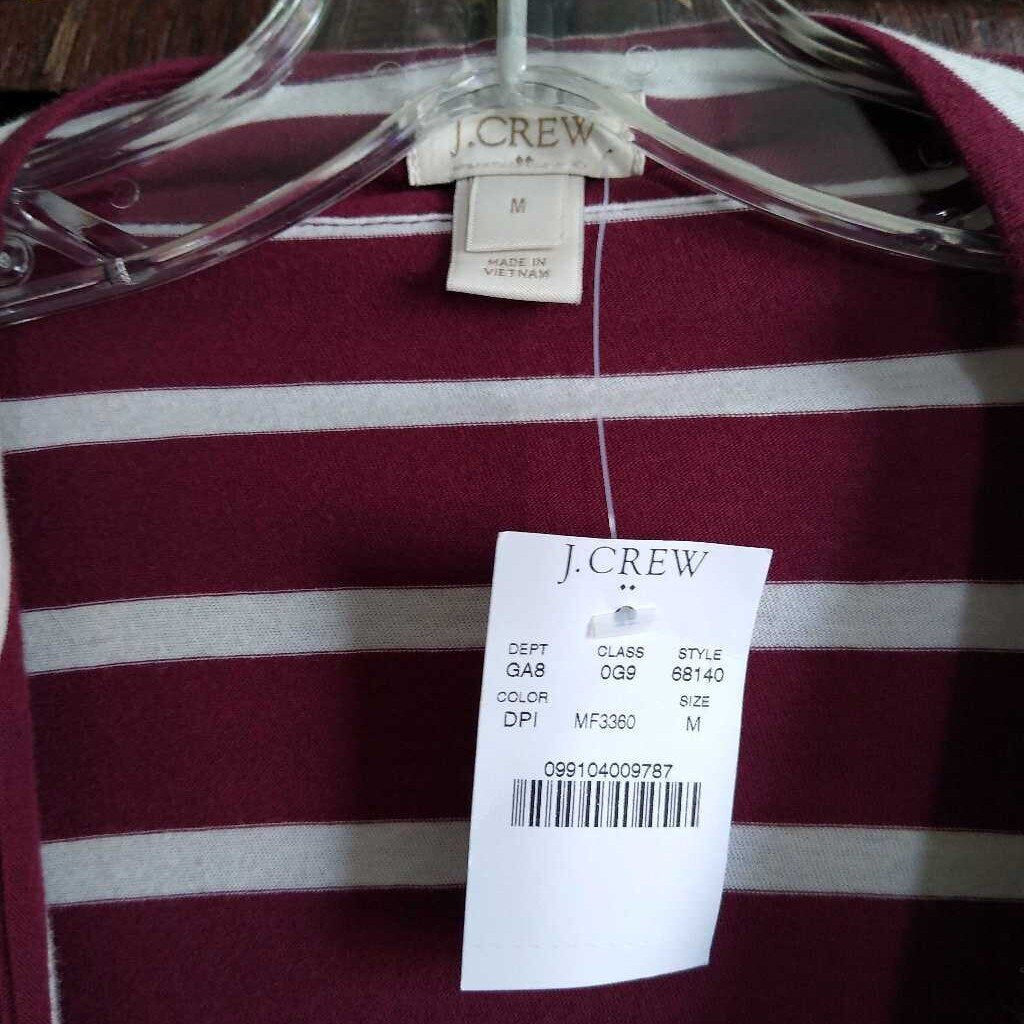 J.CREW
M
MADE IN
VIETNAM
J.CREW
DEPT CLASS STYLE
GA8 0G9 68140
COLOR SIZE
DPI MF3360 M
099104009787